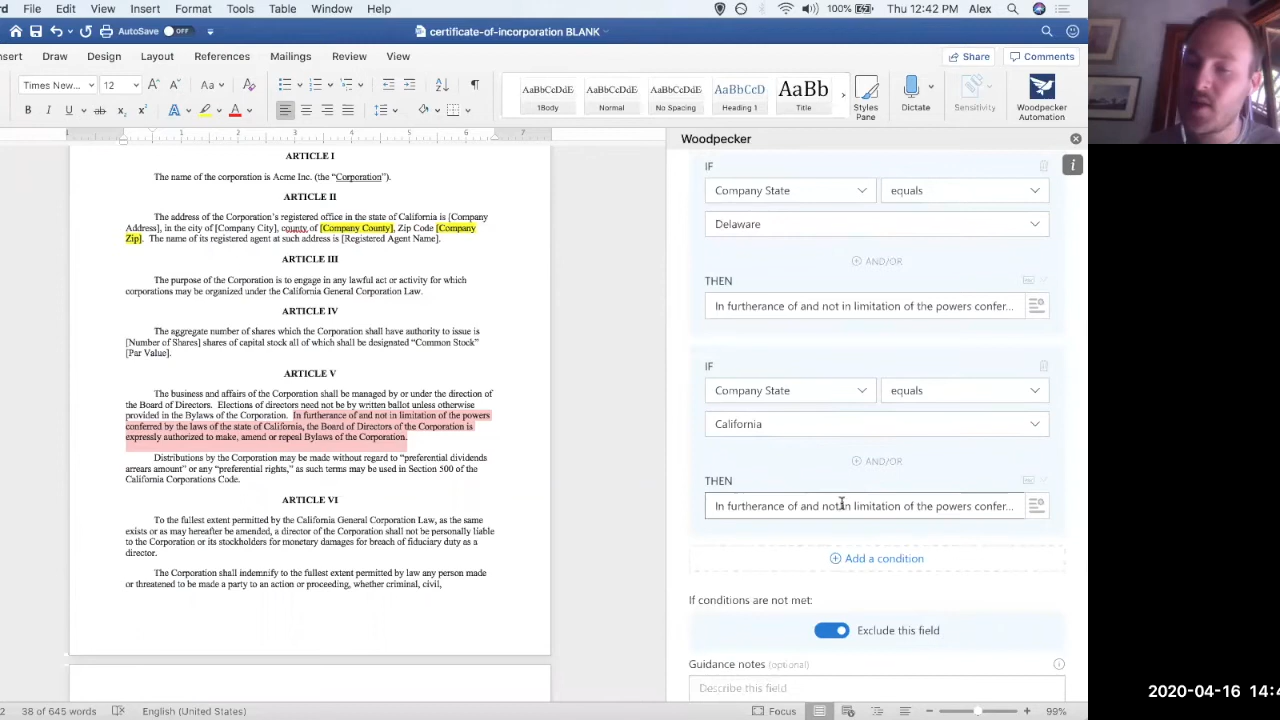 File Edit View Insert Format Tools Table Window Help 100% Thu 12:42 PM Alex
AutoSave OFF certificate-of-incorporation BLANK
Draw Design Layout References Mailings Review View Share Comments
Times New... 12 A A Aa
B I U ab x₂ x² A A
AaBbCcDdE AaBbCcDdE AaBbCcDdE AaBbCcD AaBb
1Body Normal No Spacing Heading 1 Title
Styles Pane
Dictate
Sensitivity
Woodpecker Automation
1 1 2 3 4 5 6 7
ARTICLE I
The name of the corporation is Acme Inc. (the “Corporation”).
ARTICLE II
The address of the Corporation’s registered office in the state of California is [Company
Address], in the city of [Company City], county of [Company County], Zip Code [Company
Zip]. The name of its registered agent at such address is [Registered Agent Name].
ARTICLE III
The purpose of the Corporation is to engage in any lawful act or activity for which
corporations may be organized under the California General Corporation Law.
ARTICLE IV
The aggregate number of shares which the Corporation shall have authority to issue is
[Number of Shares] shares of capital stock all of which shall be designated “Common Stock”
[Par Value].
ARTICLE V
The business and affairs of the Corporation shall be managed by or under the direction of
the Board of Directors. Elections of directors need not be by written ballot unless otherwise
provided in the Bylaws of the Corporation. In furtherance of and not in limitation of the powers
conferred by the laws of the state of California, the Board of Directors of the Corporation is
expressly authorized to make, amend or repeal Bylaws of the Corporation.
Distributions by the Corporation may be made without regard to “preferential dividends
arrears amount” or any “preferential rights,” as such terms may be used in Section 500 of the
California Corporations Code.
ARTICLE VI
To the fullest extent permitted by the California General Corporation Law, as the same
exists or as may hereafter be amended, a director of the Corporation shall not be personally liable
to the Corporation or its stockholders for monetary damages for breach of fiduciary duty as a
director.
The Corporation shall indemnify to the fullest extent permitted by law any person made
or threatened to be made a party to an action or proceeding, whether criminal, civil,
Woodpecker
IF
Company State equals
Delaware
AND/OR
THEN
In furtherance of and not in limitation of the powers confer...
IF
Company State equals
California
AND/OR
THEN
In furtherance of and not in limitation of the powers confer...
Add a condition
If conditions are not met:
Exclude this field
Guidance notes (optional)
Describe this field
2 38 of 645 words English (United States) Focus 99%
2020-04-16 14:4